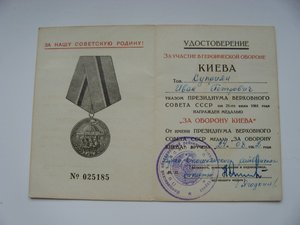 ЗА НАШУ СОВЕТСКУЮ РОДИНУ!
№ 025185
УДОСТОВЕРЕНИЕ
ЗА УЧАСТИЕ В ГЕРОИЧЕСКОЙ ОБОРОНЕ
КИЕВА
Тов.
Иван Петрович
УКАЗОМ ПРЕЗИДИУМА ВЕРХОВНОГО
СОВЕТА СССР от 21-го июня 1961 года
НАГРАЖДЕН МЕДАЛЬЮ
„ЗА ОБОРОНУ КИЕВА“
От имени ПРЕЗИДИУМА ВЕРХОВНОГО
СОВЕТА СССР МЕДАЛЬ „ЗА ОБОРОНУ
КИЕВА“ ВРУЧЕНА